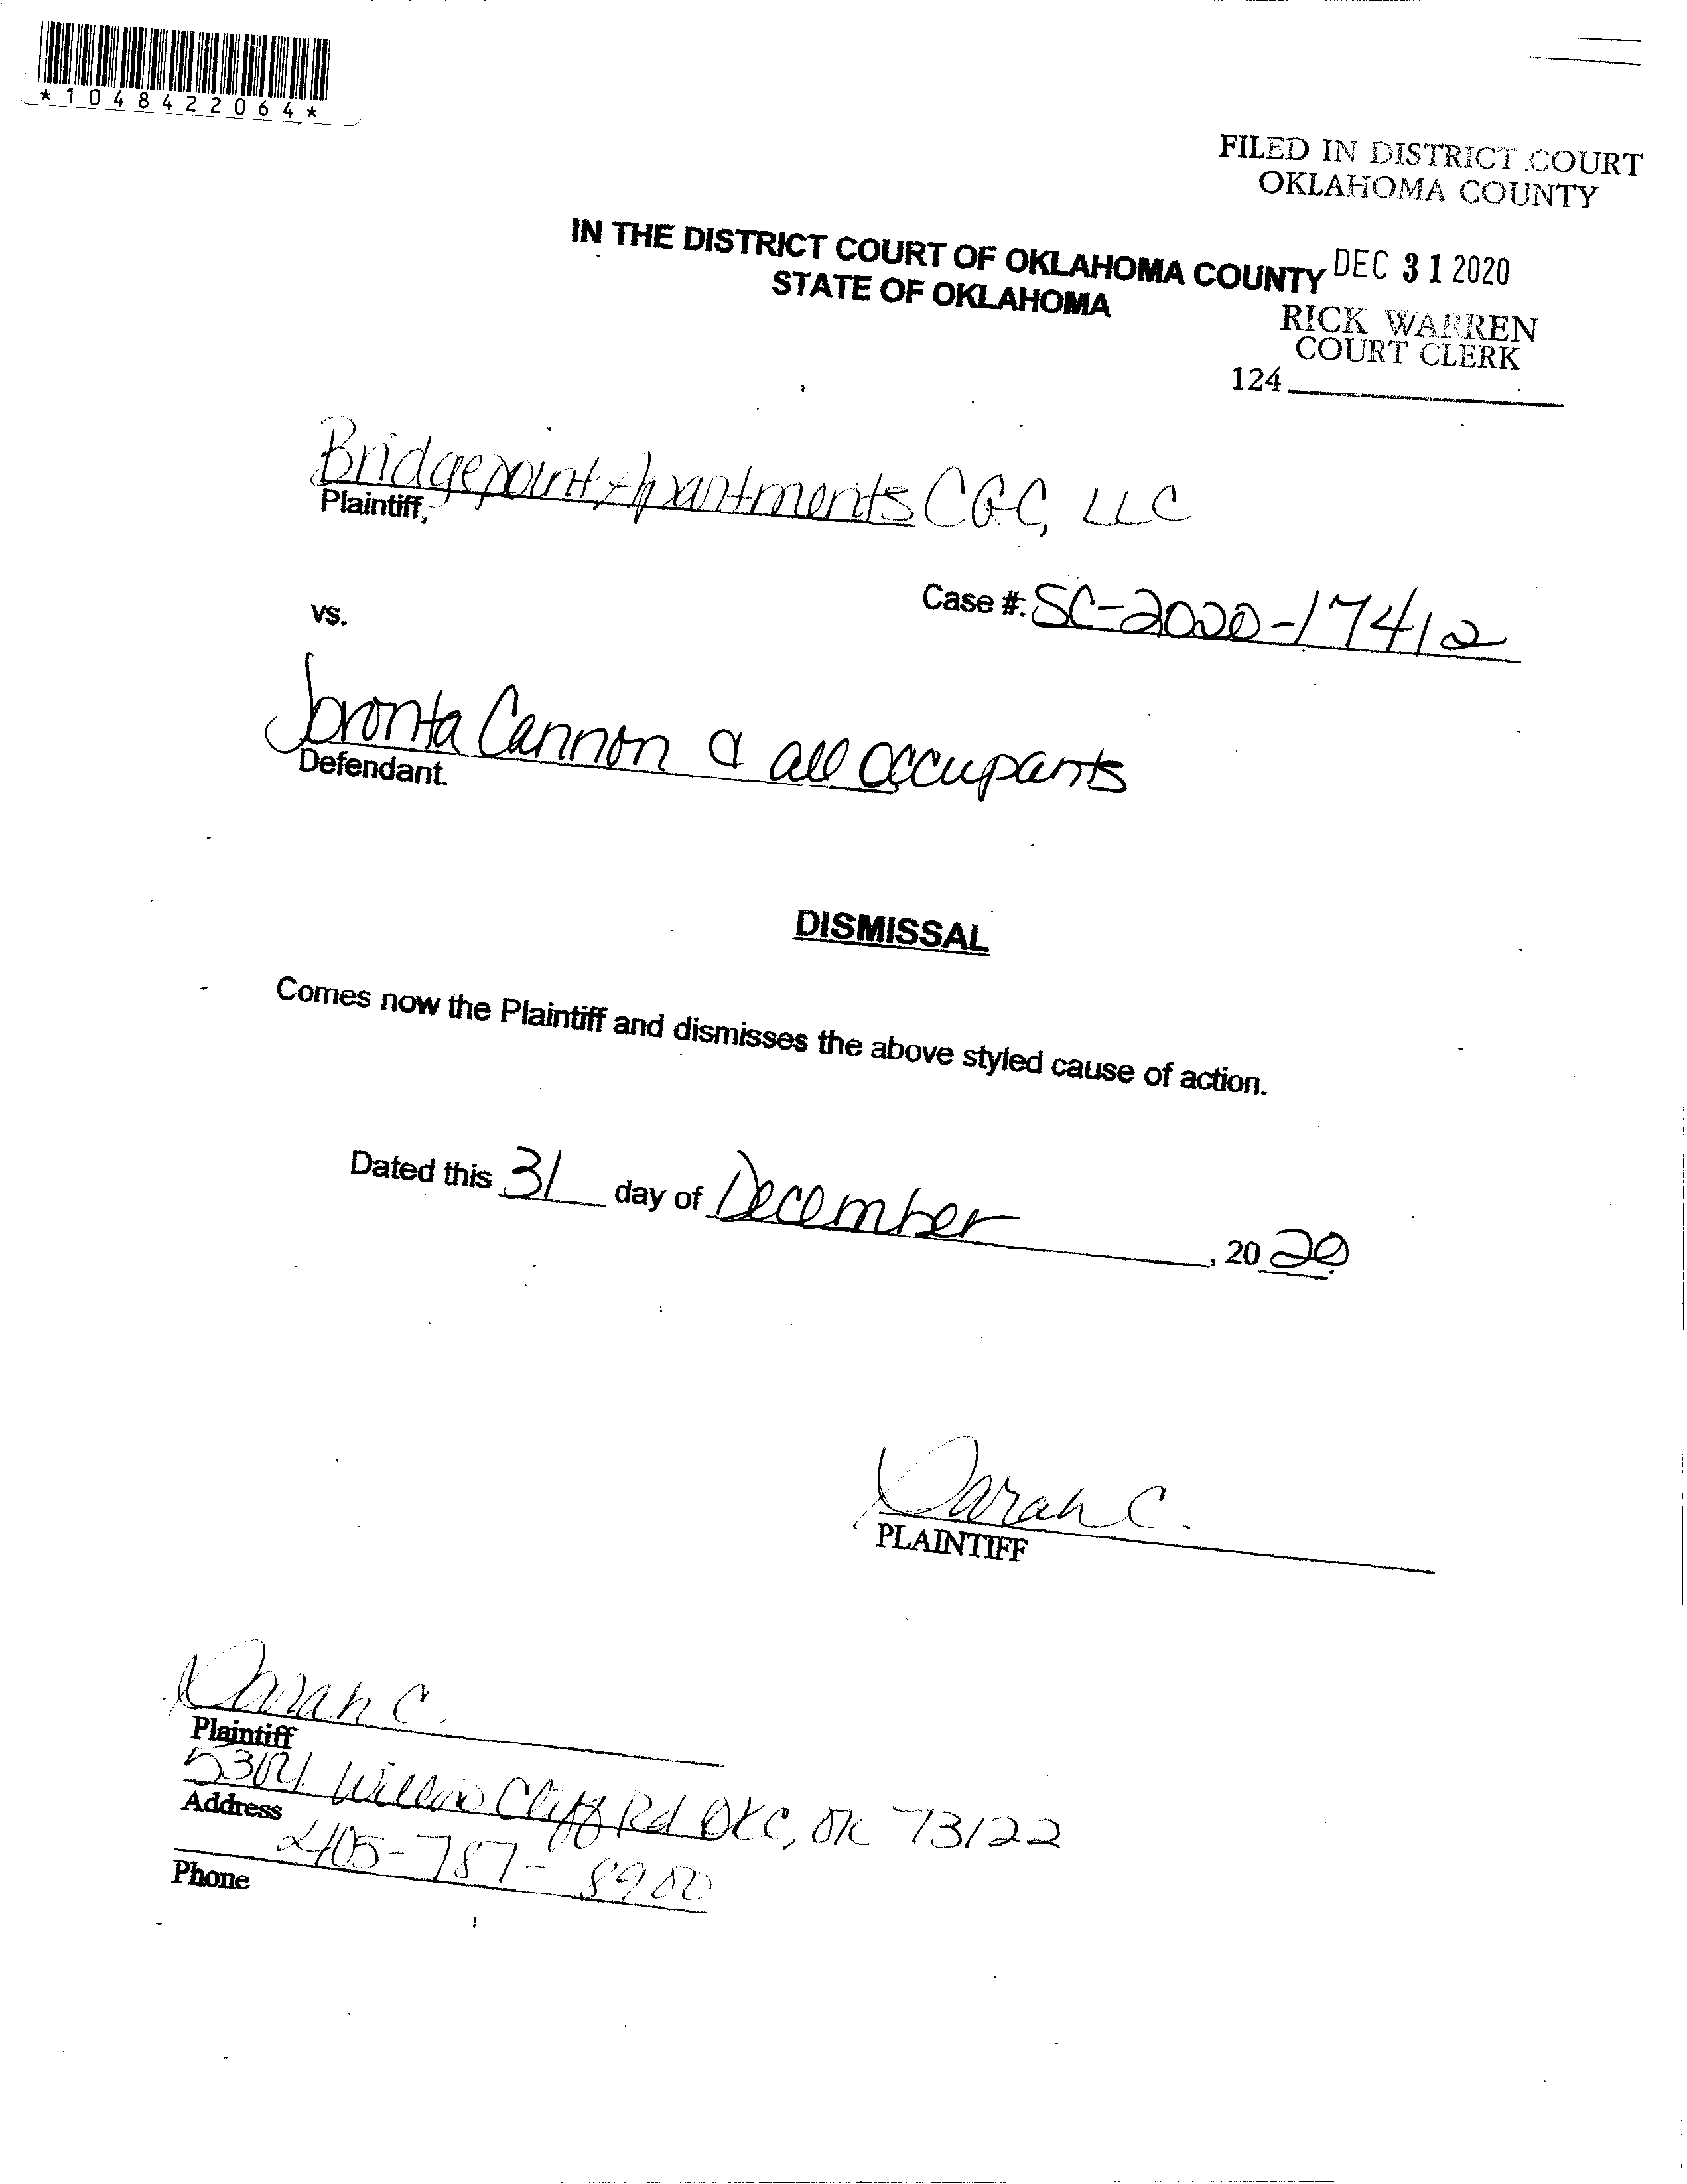 *1048422064*
FILED IN DISTRICT COURT
OKLAHOMA COUNTY
IN THE DISTRICT COURT OF OKLAHOMA COUNTY
STATE OF OKLAHOMA
DEC 31 2020
RICK WARREN
COURT CLERK
124
Bridgepoint Apartments CGC, LLC
Plaintiff,
vs.
Case #: SC-2020-17412
Cannon & all occupants
Defendant.
DISMISSAL
Comes now the Plaintiff and dismisses the above styled cause of action.
Dated this 31 day of December, 2020
Sarah C.
PLAINTIFF
Sarah C.
Plaintiff
Willow Cliff Rd OKC, OK 73122
Address
405-787-8900
Phone